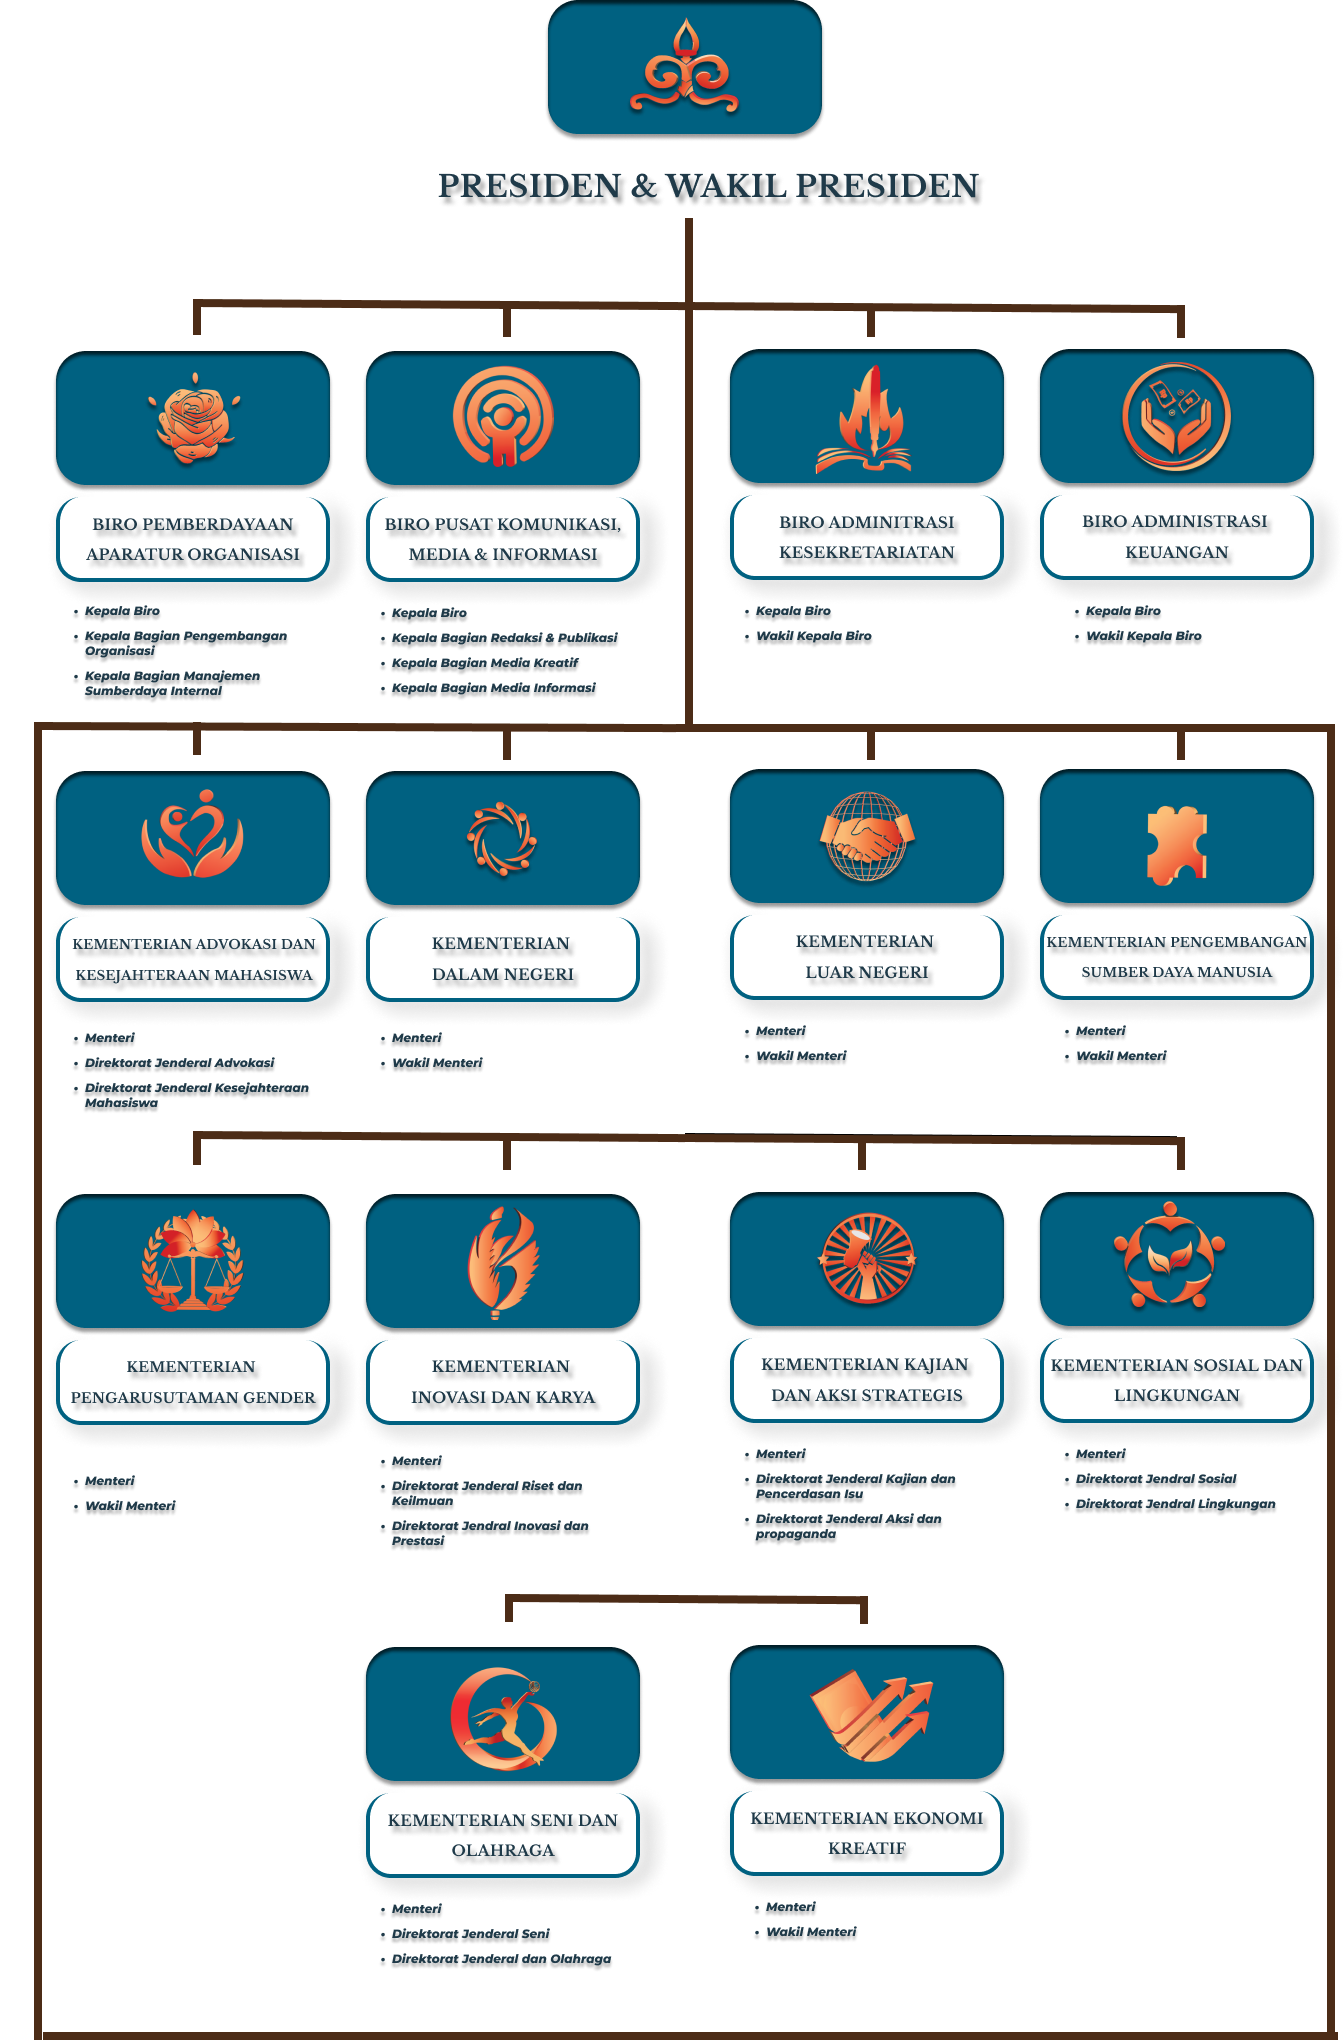 PRESIDEN & WAKIL PRESIDEN
BIRO PEMBERDAYAAN
APARATUR ORGANISASI
• Kepala Biro
• Kepala Bagian Pengembangan
Organisasi
• Kepala Bagian Manajemen
Sumberdaya Internal
BIRO PUSAT KOMUNIKASI,
MEDIA & INFORMASI
• Kepala Biro
• Kepala Bagian Redaksi & Publikasi
• Kepala Bagian Media Kreatif
• Kepala Bagian Media Informasi
BIRO ADMINITRASI
KESEKRETARIATAN
• Kepala Biro
• Wakil Kepala Biro
BIRO ADMINISTRASI
KEUANGAN
• Kepala Biro
• Wakil Kepala Biro
KEMENTERIAN ADVOKASI DAN
KESEJAHTERAAN MAHASISWA
• Menteri
• Direktorat Jenderal Advokasi
• Direktorat Jenderal Kesejahteraan
Mahasiswa
KEMENTERIAN
DALAM NEGERI
• Menteri
• Wakil Menteri
KEMENTERIAN
LUAR NEGERI
• Menteri
• Wakil Menteri
KEMENTERIAN PENGEMBANGAN
SUMBER DAYA MANUSIA
• Menteri
• Wakil Menteri
KEMENTERIAN
PENGARUSUTAMAN GENDER
• Menteri
• Wakil Menteri
KEMENTERIAN
INOVASI DAN KARYA
• Menteri
• Direktorat Jenderal Riset dan
Keilmuan
• Direktorat Jendral Inovasi dan
Prestasi
KEMENTERIAN KAJIAN
DAN AKSI STRATEGIS
• Menteri
• Direktorat Jenderal Kajian dan
Pencerdasan Isu
• Direktorat Jenderal Aksi dan
propaganda
KEMENTERIAN SOSIAL DAN
LINGKUNGAN
• Menteri
• Direktorat Jendral Sosial
• Direktorat Jendral Lingkungan
KEMENTERIAN SENI DAN
OLAHRAGA
• Menteri
• Direktorat Jenderal Seni
• Direktorat Jenderal dan Olahraga
KEMENTERIAN EKONOMI
KREATIF
• Menteri
• Wakil Menteri